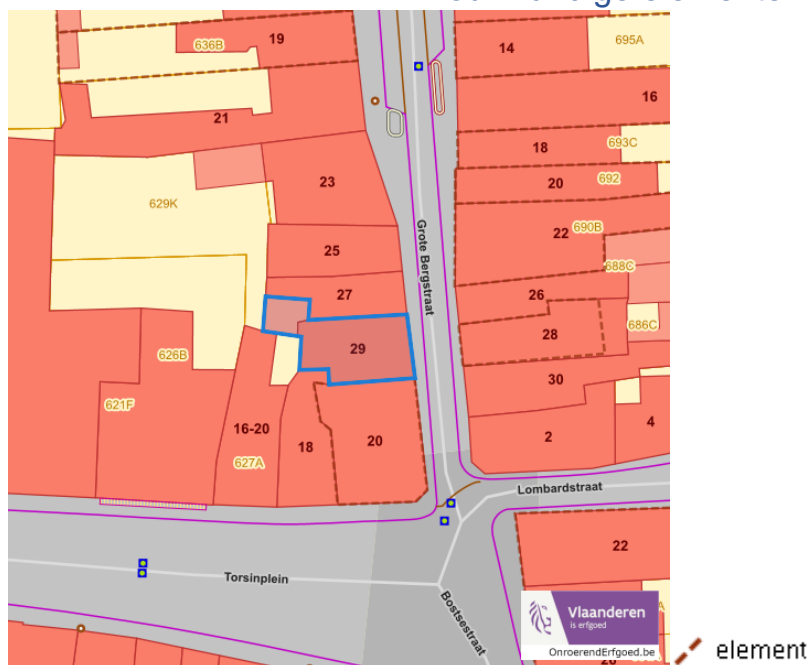 636B
19
14
695A
16
21
18
693C
20
692
23
22
690B
629K
Grote Bergstraat
25
688C
27
26
686C
28
29
626B
30
621F
16-20
627A
18
20
2
4
Lombardstraat
22
Torsinplein
Bostsestraat
Vlaanderen
is erfgoed
OnroerendErfgoed.be
element